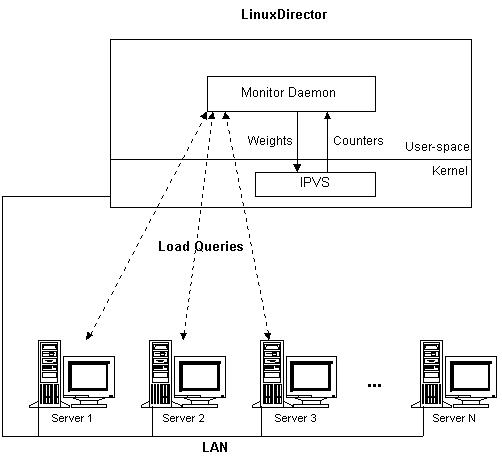 LinuxDirector
Monitor Daemon
Weights
Counters
User-space
Kernel
IPVS
Load Queries
...
Server 1
Server 2
Server 3
Server N
LAN